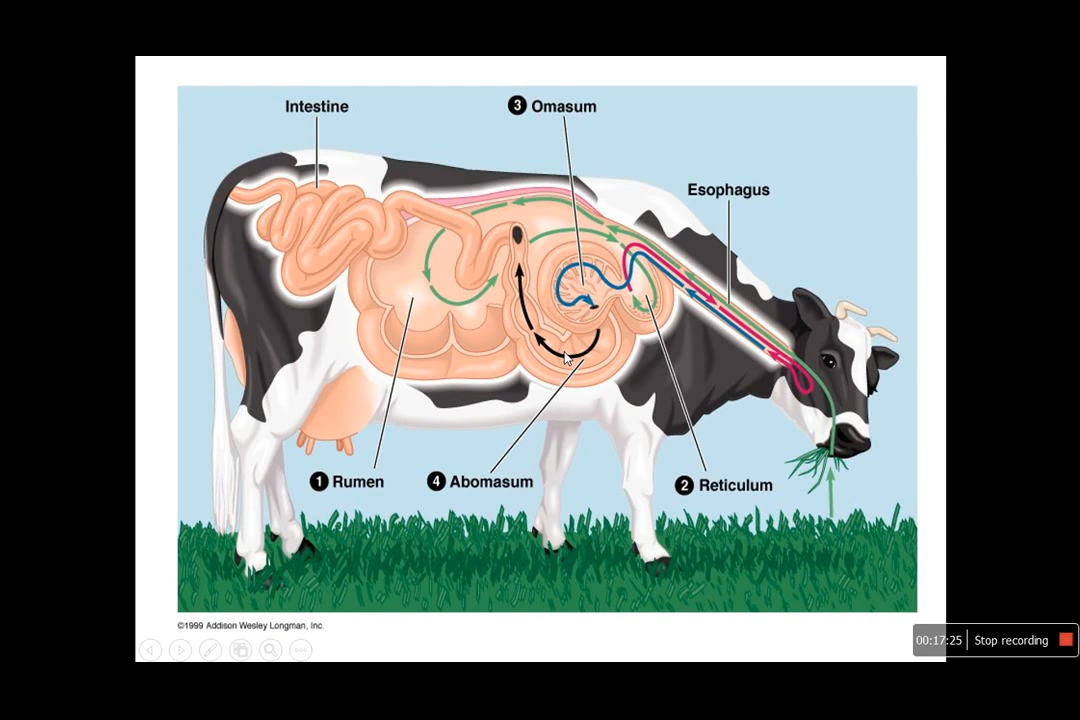 Intestine
3 Omasum
Esophagus
1 Rumen
4 Abomasum
2 Reticulum
©1999 Addison Wesley Longman, Inc.
00:17:25 Stop recording